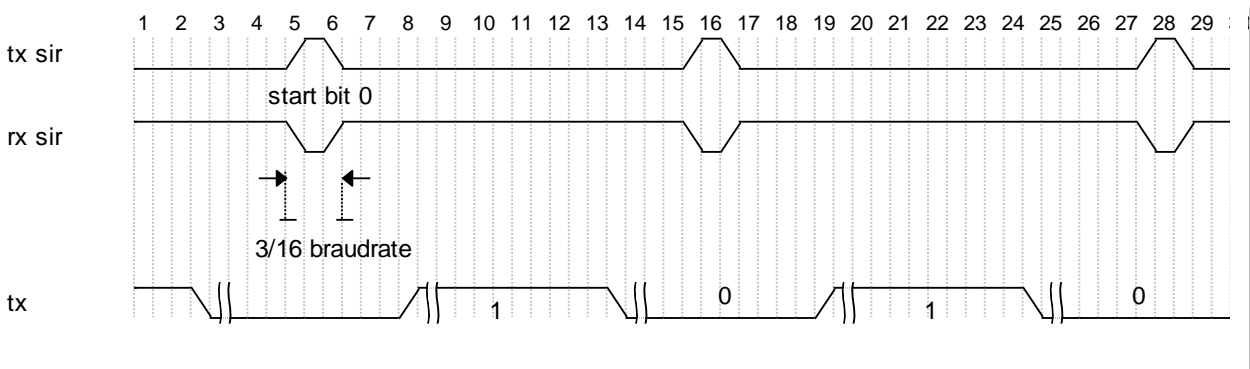 1 2 3 4 5 6 7 8 9 10 11 12 13 14 15 16 17 18 19 20 21 22 23 24 25 26 27 28 29
tx sir
start bit 0
rx sir
3/16 braudrate
tx 1 0 1 0